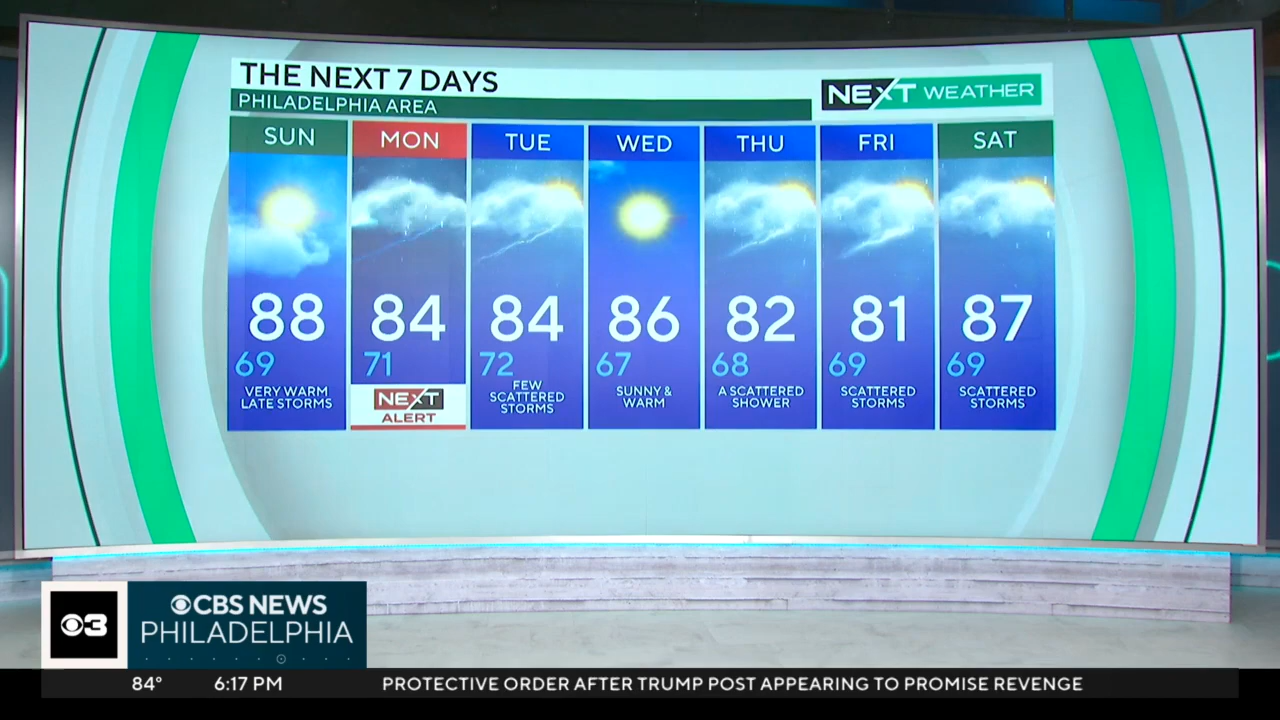 THE NEXT 7 DAYS
PHILADELPHIA AREA
NEXT WEATHER
SUN MON TUE WED THU FRI SAT
88 84 84 86 82 81 87
69 71 72 67 68 69 69
VERY WARM
LATE STORMS
NEXT
ALERT
FEW
SCATTERED
STORMS
SUNNY &
WARM
A SCATTERED
SHOWER
SCATTERED
STORMS
SCATTERED
STORMS
3
CBS NEWS
PHILADELPHIA
84° 6:17 PM PROTECTIVE ORDER AFTER TRUMP POST APPEARING TO PROMISE REVENGE